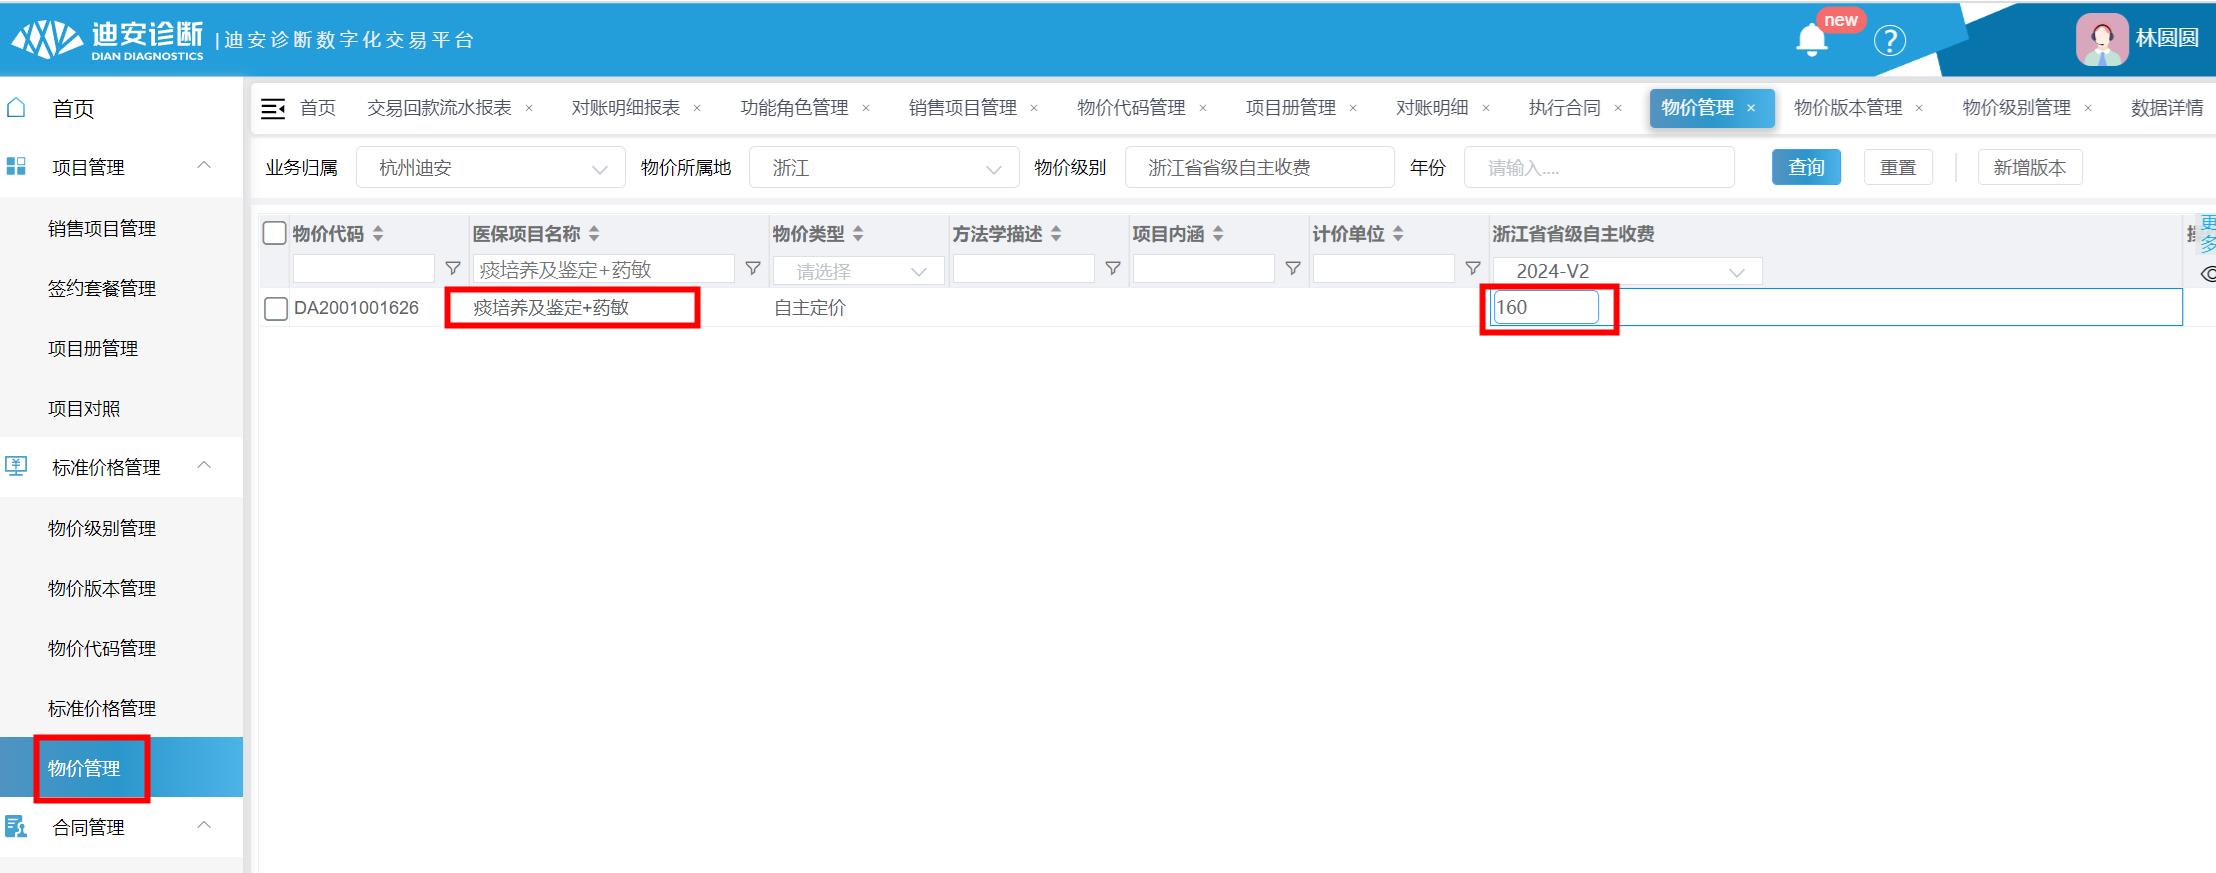 迪安诊断
DIAN DIAGNOSTICS
|迪安诊断数字化交易平台
new
?
林圆圆
首页
项目管理
销售项目管理
签约套餐管理
项目册管理
项目对照
标准价格管理
物价级别管理
物价版本管理
物价代码管理
标准价格管理
物价管理
合同管理
首页 交易回款流水报表 × 对账明细报表 × 功能角色管理 × 销售项目管理 × 物价代码管理 × 项目册管理 × 对账明细 × 执行合同 × 物价管理 × 物价版本管理 × 物价级别管理 × 数据详情
业务归属 杭州迪安 物价所属地 浙江 物价级别 浙江省省级自主收费 年份 请输入.... 查询 重置 新增版本
物价代码 医保项目名称 物价类型 方法学描述 项目内涵 计价单位 浙江省省级自主收费 更多
痰培养及鉴定+药敏 请选择 2024-V2
DA2001001626 痰培养及鉴定+药敏 自主定价 160